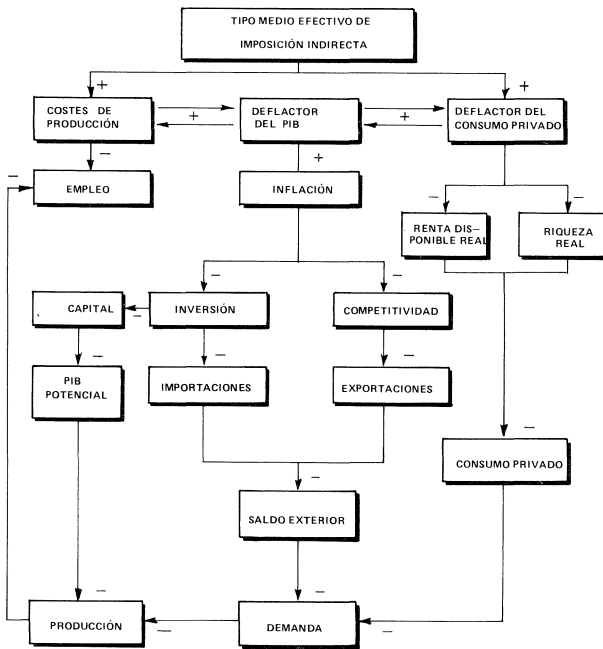 TIPO MEDIO EFECTIVO DE
IMPOSICIÓN INDIRECTA
+
+
COSTES DE
PRODUCCIÓN
+
+
DEFLACTOR
DEL PIB
+
+
DEFLACTOR DEL
CONSUMO PRIVADO
—
+
—
EMPLEO
INFLACIÓN
—
—
RENTA DIS–
PONIBLE REAL
RIQUEZA
REAL
—
—
CAPITAL
—
INVERSIÓN
COMPETITIVIDAD
—
—
—
PIB
POTENCIAL
IMPORTACIONES
EXPORTACIONES
—
CONSUMO PRIVADO
—
SALDO EXTERIOR
—
—
PRODUCCIÓN
—
DEMANDA
—